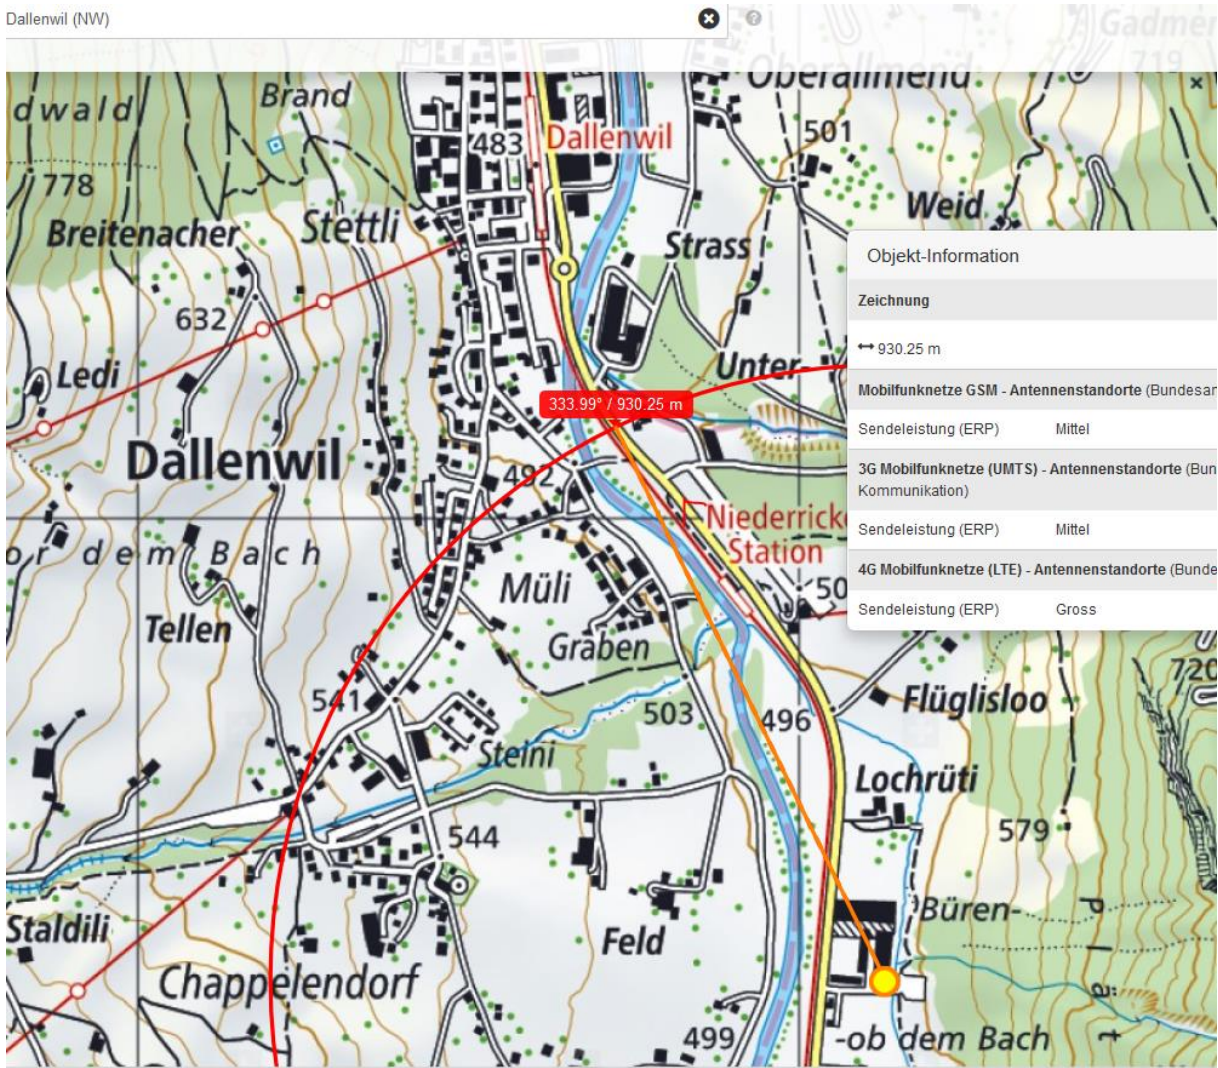 Dallenwil (NW)
Gadmer
719
Oberallmend
dwald
Brand
483
Dallenwil
501
778
Weid
Breitenacher
Stettli
Strass
Objekt-Information
Zeichnung
632
930.25 m
Ledi
Unter-
Mobilfunknetze GSM - Antennenstandorte (Bundesar
333.99° / 930.25 m
Sendeleistung (ERP) Mittel
Dallenwil
492
3G Mobilfunknetze (UMTS) - Antennenstandorte (Bun
Kommunikation)
Niedericke
Station
Sendeleistung (ERP) Mittel
or dem Bach
4G Mobilfunknetze (LTE) - Antennenstandorte (Bunde
Müli
50
Sendeleistung (ERP) Gross
Tellen
Graben
720
541
503
496
Flüglisloo
Steini
Lochrüti
544
579
Staldili
Feld
Büren-
Plät
Chappelendorf
499
-ob dem Bach